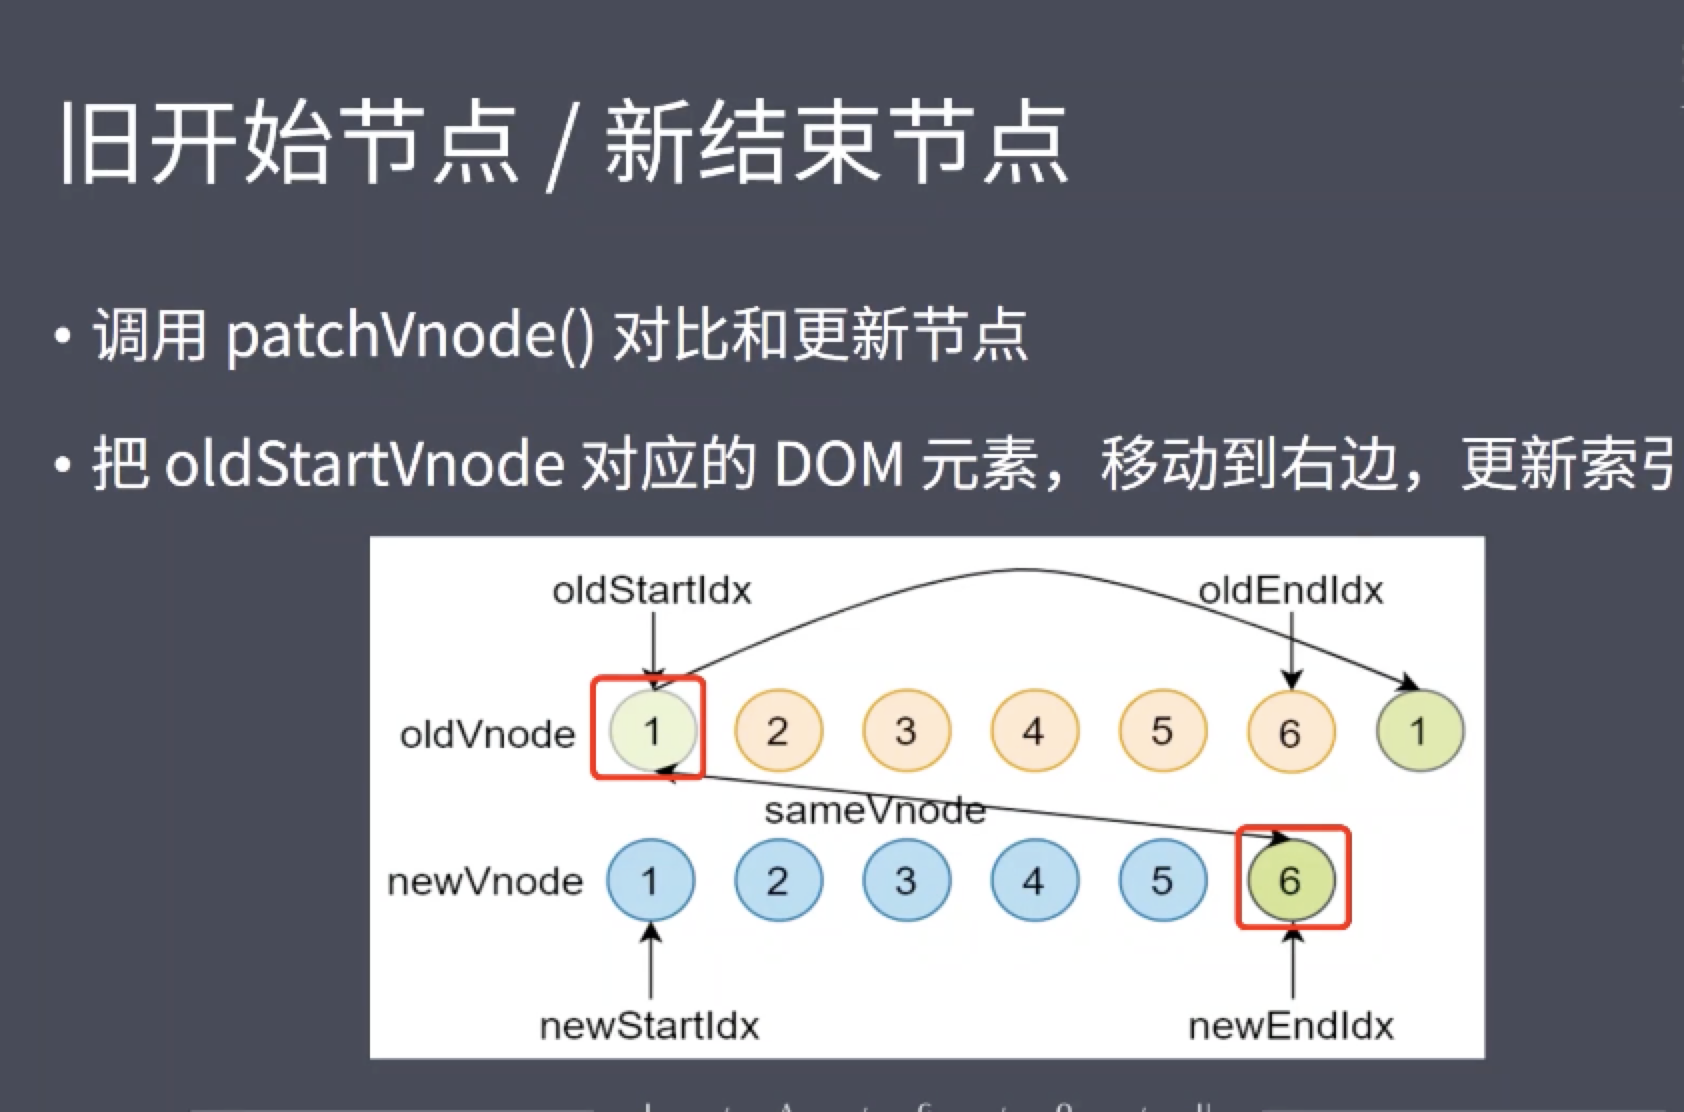 旧开始节点 / 新结束节点
• 调用 patchVnode() 对比和更新节点
• 把 oldStartVnode 对应的 DOM 元素，移动到右边，更新索引
oldStartIdx oldEndIdx
oldVnode 1 2 3 4 5 6 1
sameVnode
newVnode 1 2 3 4 5 6
newStartIdx newEndIdx